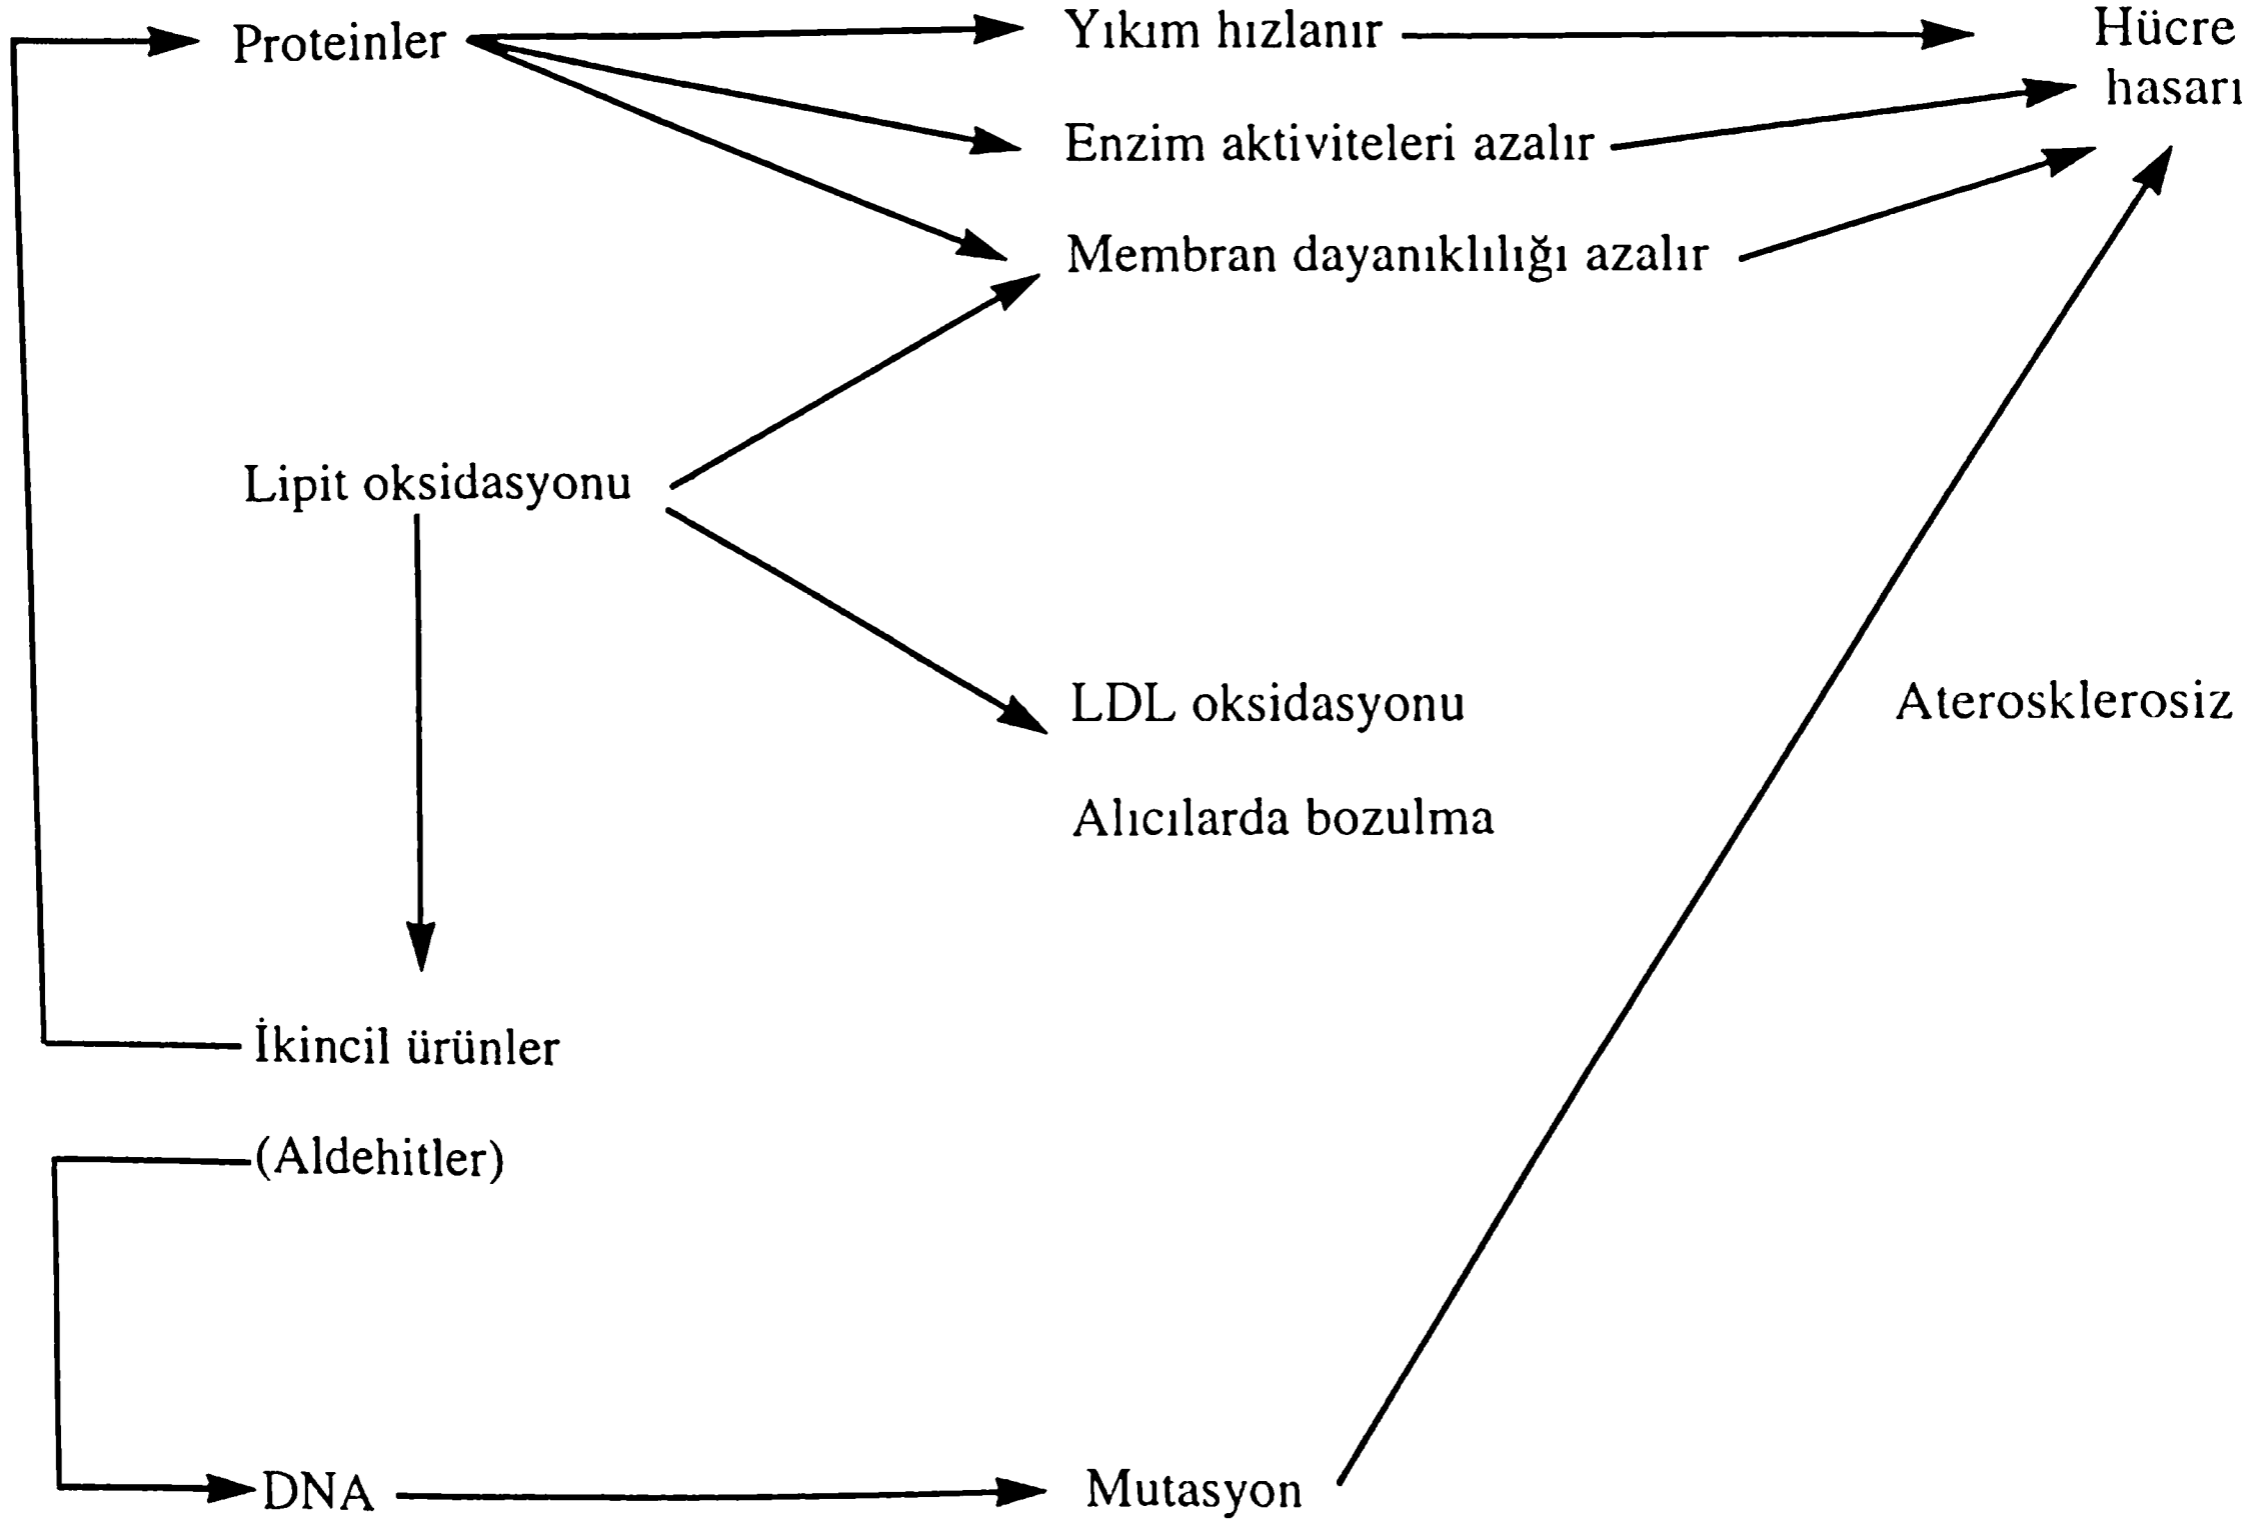 Proteinler
Yıkım hızlanır
Hücre
hasarı
Enzim aktiviteleri azalır
Membran dayanıklılığı azalır
Lipit oksidasyonu
LDL oksidasyonu
Aterosklerosiz
Alıcılarda bozulma
İkincil ürünler
(Aldehitler)
DNA
Mutasyon